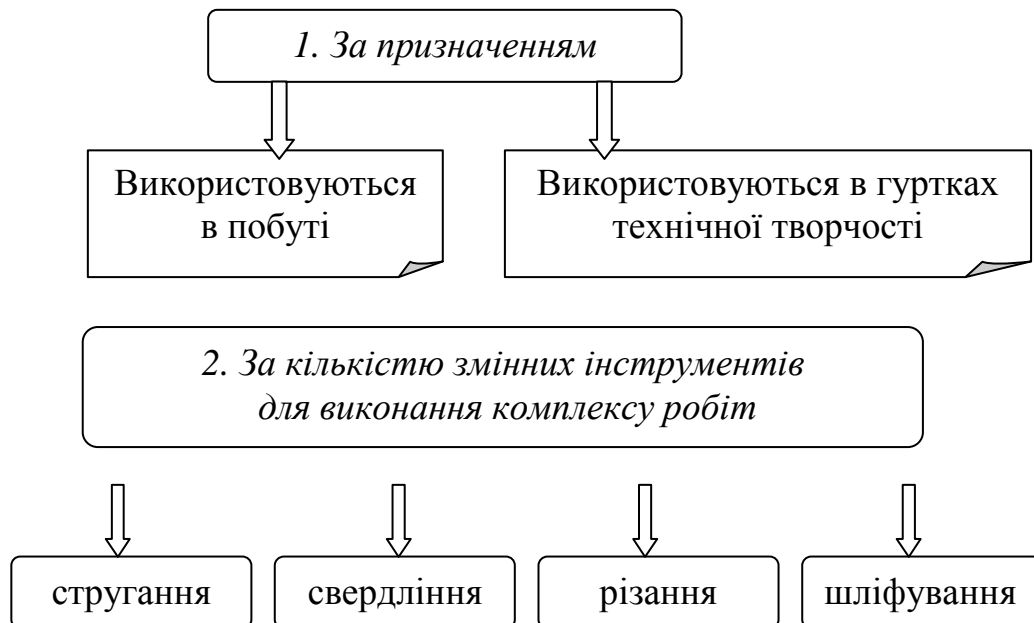 1. За призначенням
Використовуються
в побуті
Використовуються в гуртках
технічної творчості
2. За кількістю змінних інструментів
для виконання комплексу робіт
стругання
свердління
різання
шліфування